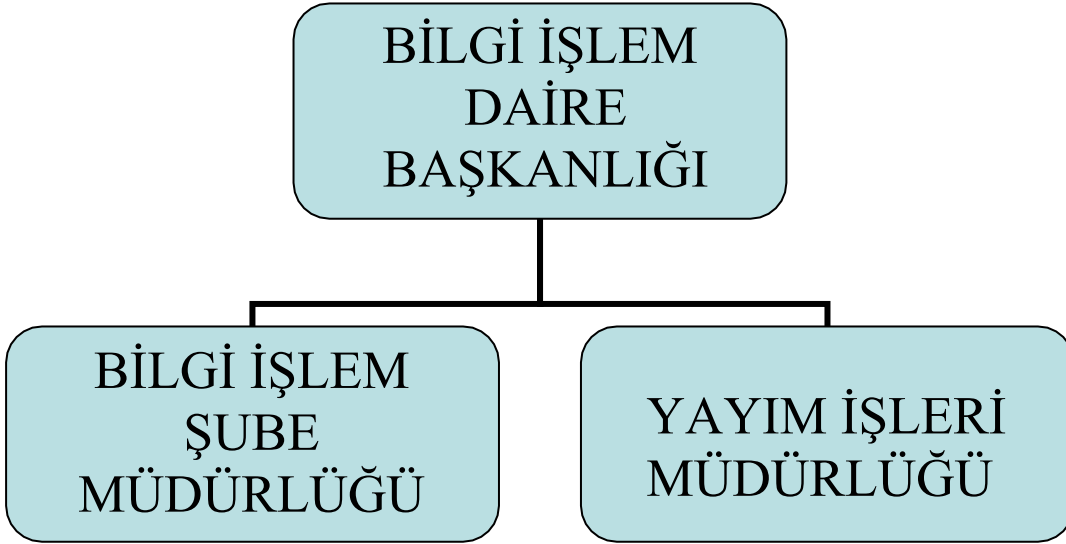 BİLGİ İŞLEM
DAİRE
BAŞKANLIĞI
BİLGİ İŞLEM
ŞUBE
MÜDÜRLÜĞÜ
YAYIM İŞLERİ
MÜDÜRLÜĞÜ